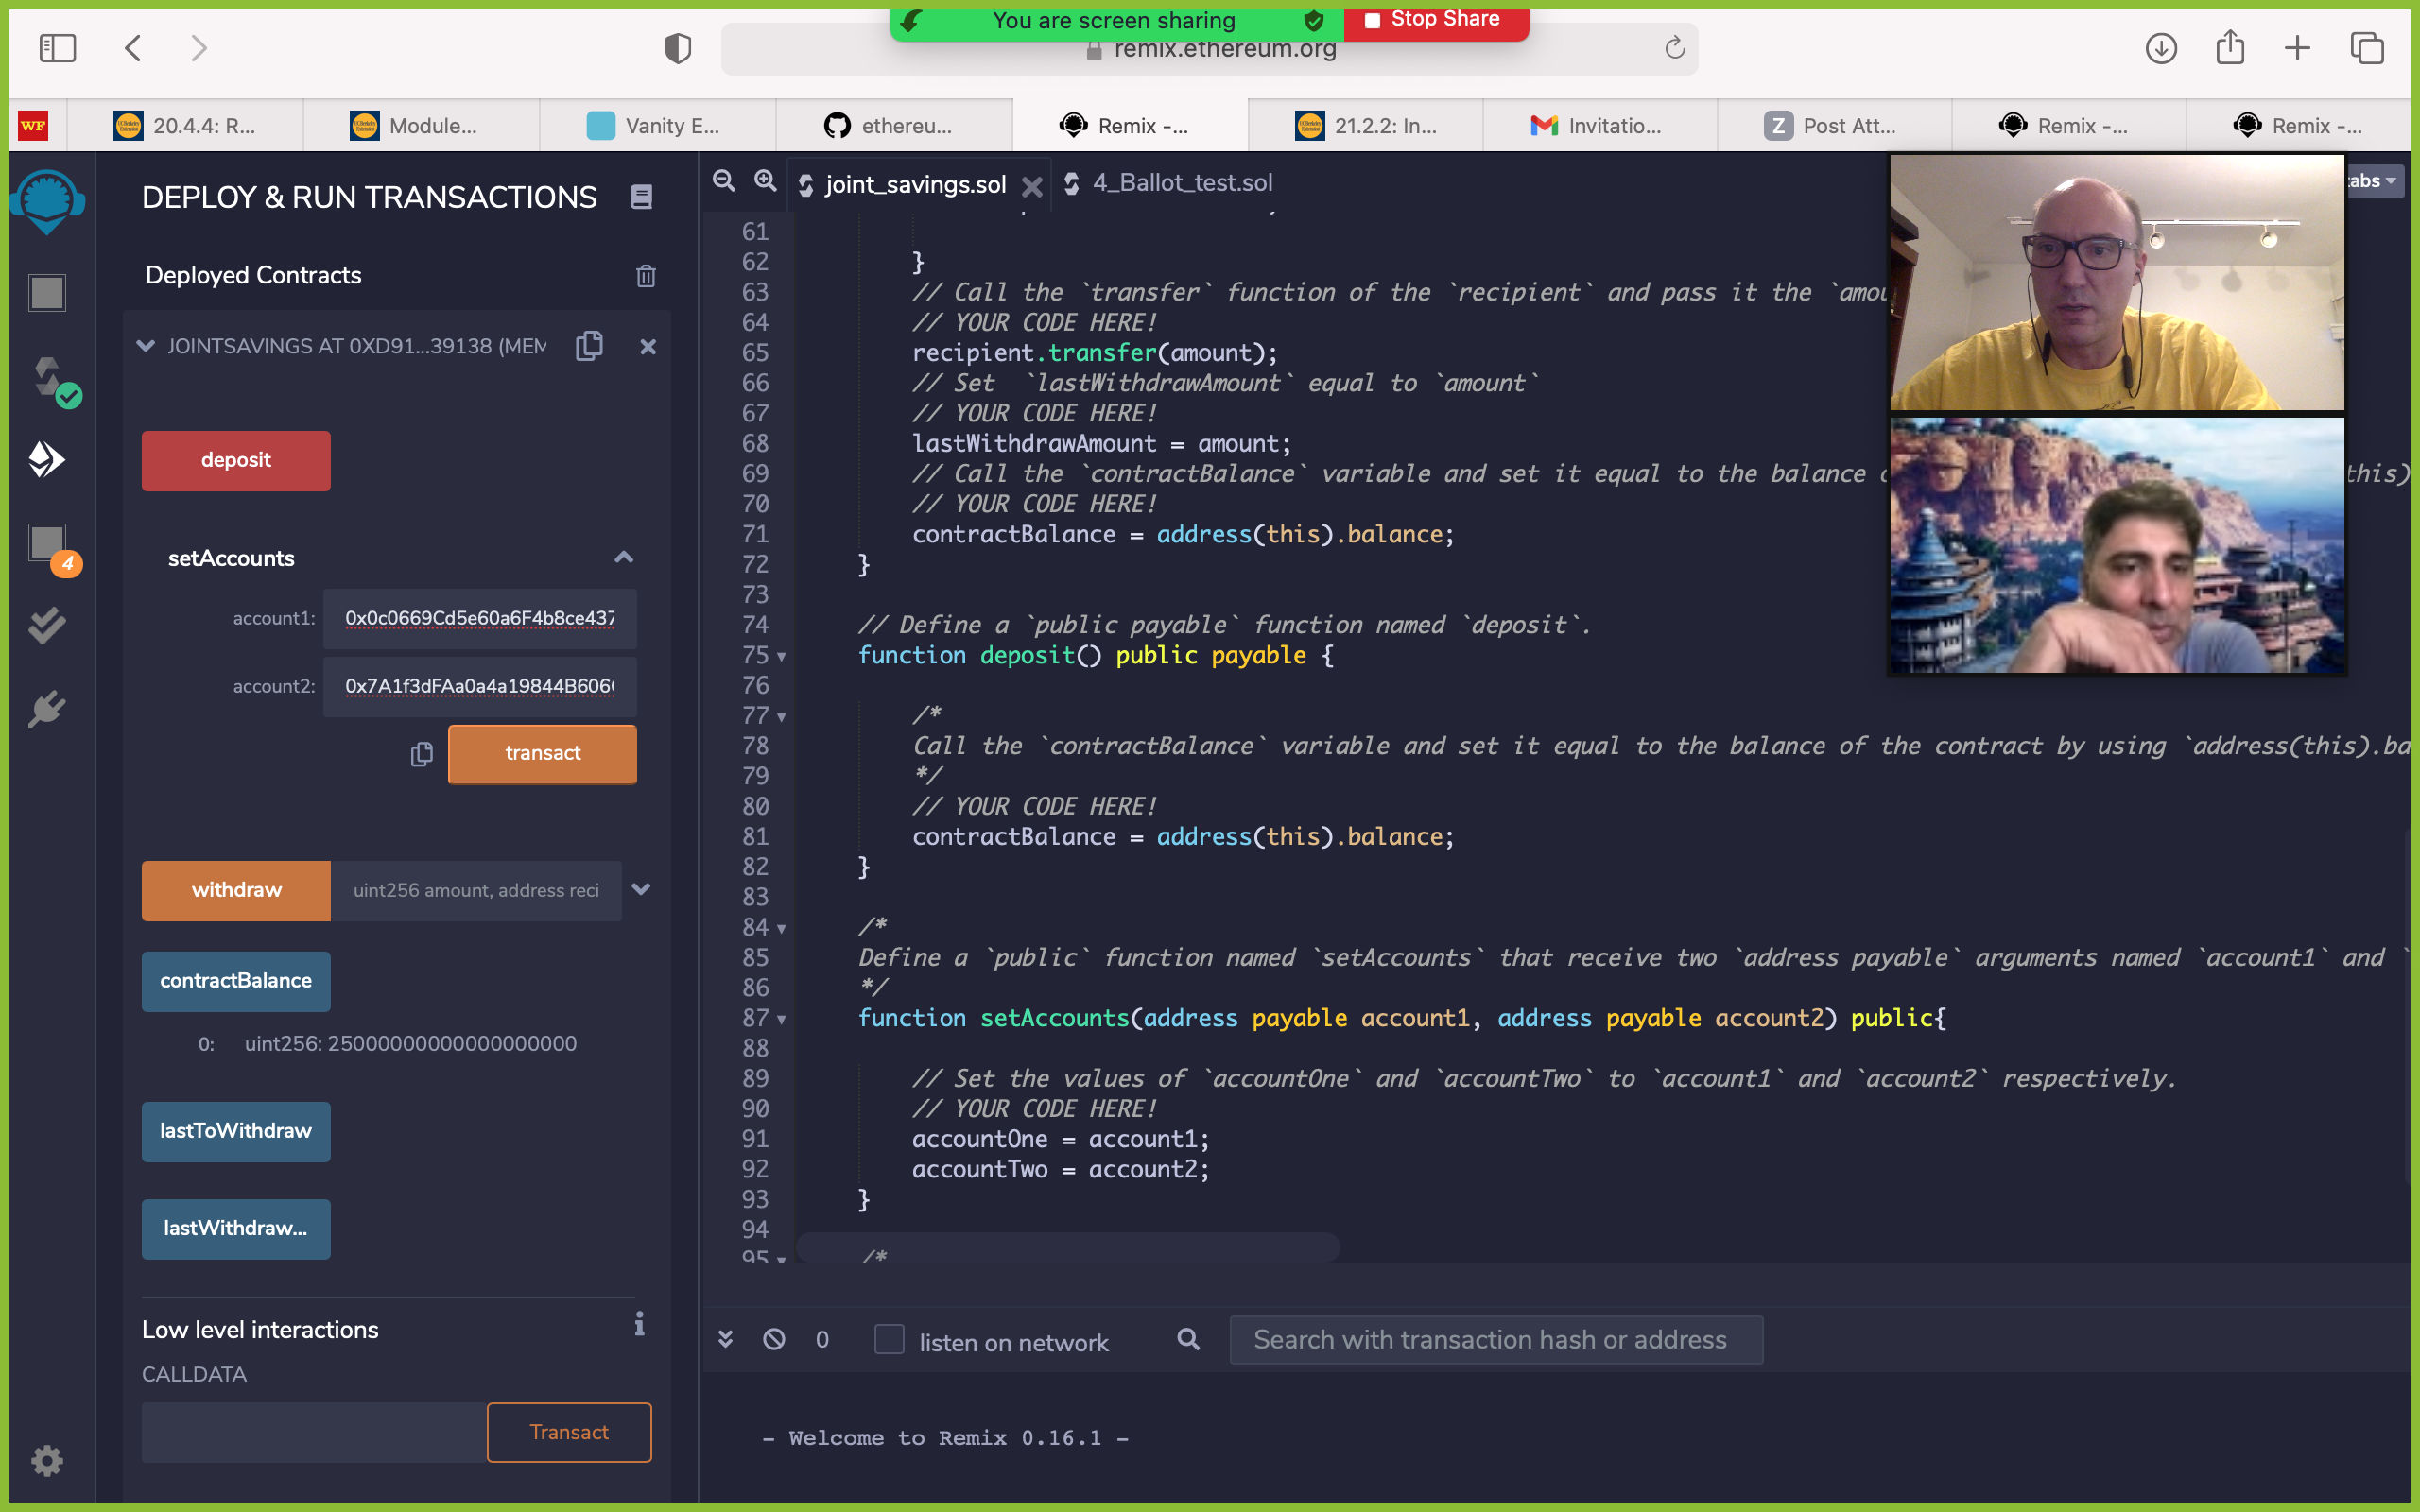 You are screen sharing
Stop Share
remix.ethereum.org
WF
20.4.4: R...
Module...
Vanity E...
ethereu...
Remix -...
21.2.2: In...
Invitatio...
Z
Post Att...
Remix -...
Remix -...
DEPLOY & RUN TRANSACTIONS
Deployed Contracts
JOINTSAVINGS AT 0XD91...39138 (MEM
deposit
setAccounts
account1:
0x0c0669Cd5e60a6F4b8ce437
account2:
0x7A1f3dFAa0a4a19844B606
transact
4
withdraw
uint256 amount, address reci
contractBalance
0: uint256: 25000000000000000000
lastToWithdraw
lastWithdraw...
Low level interactions
CALLDATA
Transact
joint_savings.sol
4_Ballot_test.sol
abs
61
62 }
63 // Call the `transfer` function of the `recipient` and pass it the `amou
64 // YOUR CODE HERE!
65 recipient.transfer(amount);
66 // Set `lastWithdrawAmount` equal to `amount`
67 // YOUR CODE HERE!
68 lastWithdrawAmount = amount;
69 // Call the `contractBalance` variable and set it equal to the balance this)
70 // YOUR CODE HERE!
71 contractBalance = address(this).balance;
72 }
73
74 // Define a `public payable` function named `deposit`.
75 function deposit() public payable {
76
77 /*
78 Call the `contractBalance` variable and set it equal to the balance of the contract by using `address(this).ba
79 */
80 // YOUR CODE HERE!
81 contractBalance = address(this).balance;
82 }
83
84 /*
85 Define a `public` function named `setAccounts` that receive two `address payable` arguments named `account1` and `
86 */
87 function setAccounts(address payable account1, address payable account2) public{
88
89 // Set the values of `accountOne` and `accountTwo` to `account1` and `account2` respectively.
90 // YOUR CODE HERE!
91 accountOne = account1;
92 accountTwo = account2;
93 }
94
95 /*
0
listen on network
Search with transaction hash or address
- Welcome to Remix 0.16.1 -